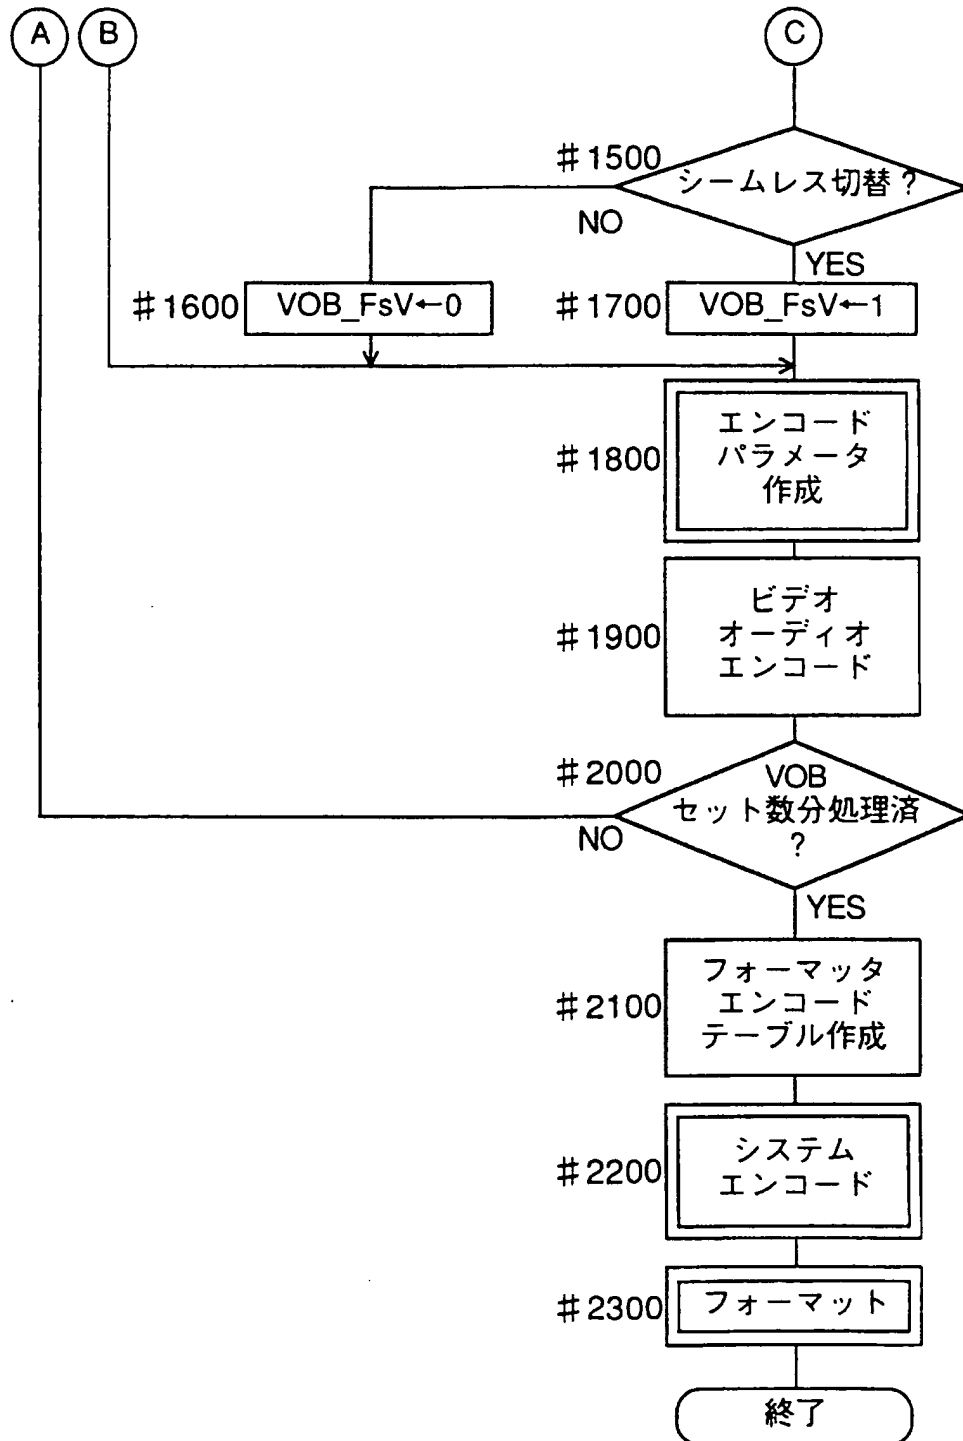 A B C
#1500
シームレス切替?
NO
YES
#1600
VOB_FsV←0
#1700
VOB_FsV←1
#1800
エンコード
パラメータ
作成
#1900
ビデオ
オーディオ
エンコード
#2000
VOB
セット数分処理済
?
NO
YES
#2100
フォーマッタ
エンコード
テーブル作成
#2200
システム
エンコード
#2300
フォーマット
終了